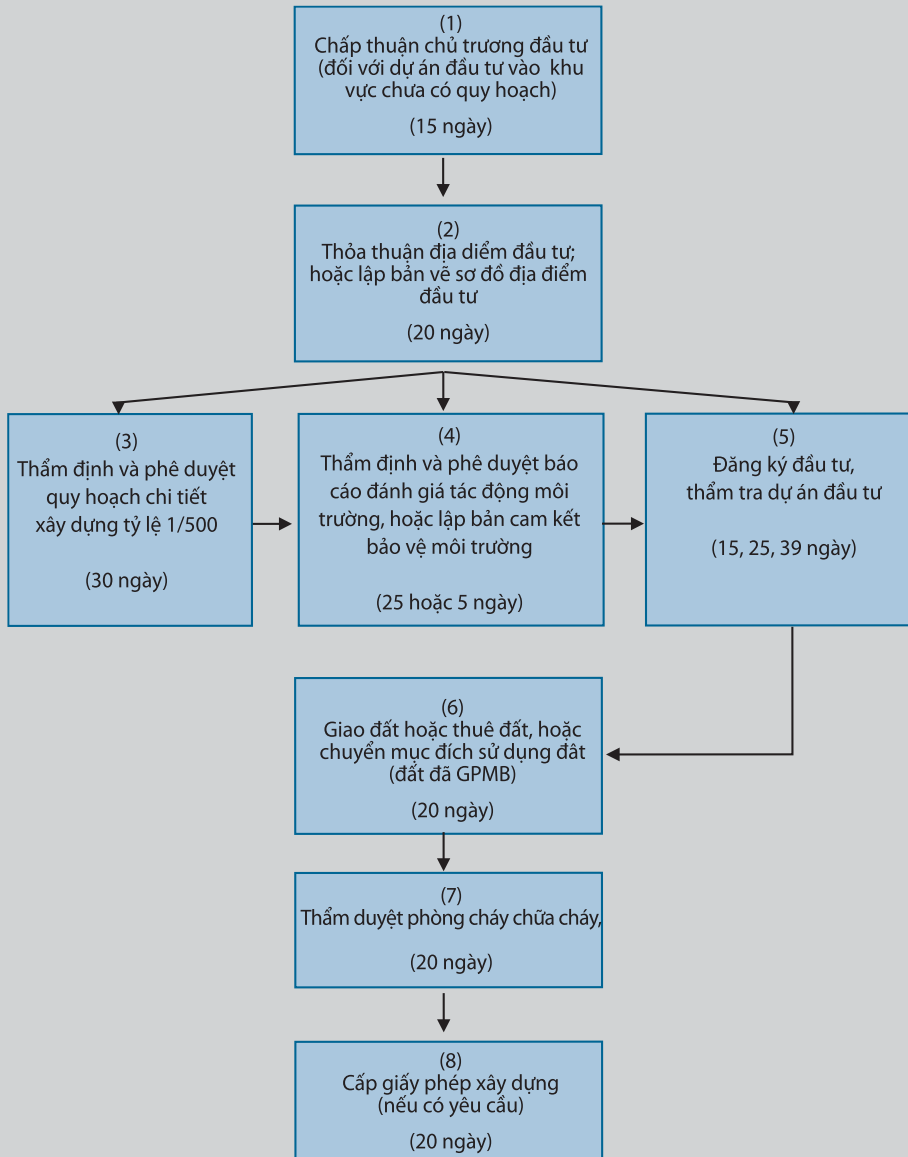 (1)
Chấp thuận chủ trương đầu tư
(đối với dự án đầu tư vào khu
vực chưa có quy hoạch)
(15 ngày)
(2)
Thỏa thuận địa diểm đầu tư;
hoặc lập bản vẽ sơ đồ địa điểm
đầu tư
(20 ngày)
(3)
Thẩm định và phê duyệt
quy hoạch chi tiết
xây dựng tỷ lệ 1/500
(30 ngày)
(4)
Thẩm định và phê duyệt báo
cáo đánh giá tác động môi
trường, hoặc lập bản cam kết
bảo vệ môi trường
(25 hoặc 5 ngày)
(5)
Đăng ký đầu tư,
thẩm tra dự án đầu tư
(15, 25, 39 ngày)
(6)
Giao đất hoặc thuê đất, hoặc
chuyển mục đích sử dụng đât
(đất đã GPMB)
(20 ngày)
(7)
Thẩm duyệt phòng cháy chữa cháy,
(20 ngày)
(8)
Cấp giấy phép xây dựng
(nếu có yêu cầu)
(20 ngày)